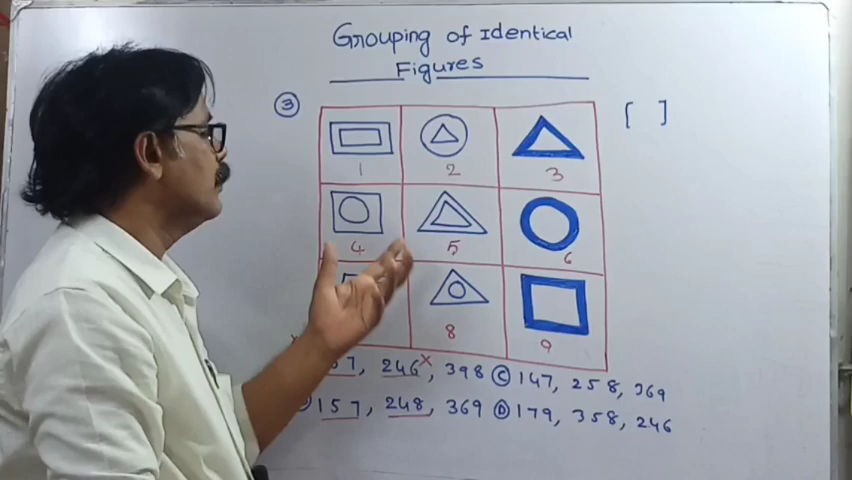 Grouping of Identical
Figures
3 [ ]
1 2 3
4 5 6
8 9
7, 246 x, 398 C 147, 258, 369
157, 248, 369 D 179, 358, 246